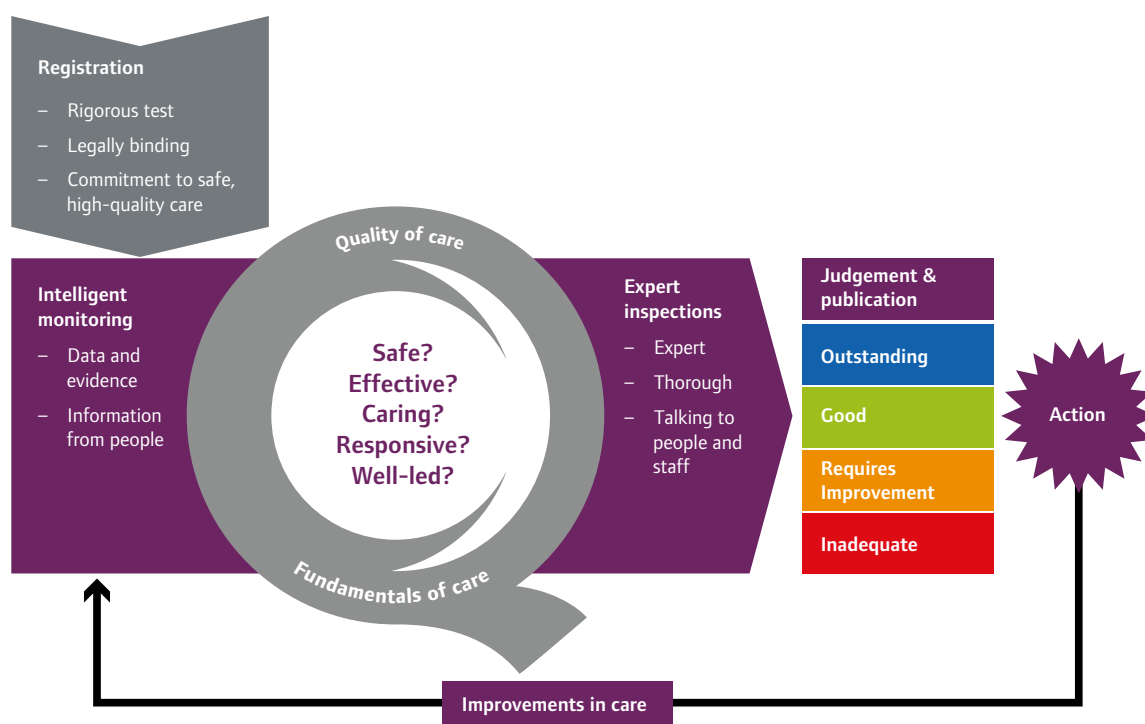 Registration
– Rigorous test
– Legally binding
– Commitment to safe,
high-quality care
Intelligent
monitoring
– Data and
evidence
– Information
from people
Quality of care
Safe?
Effective?
Caring?
Responsive?
Well-led?
Fundamentals of care
Expert
inspections
– Expert
– Thorough
– Talking to
people and
staff
Judgement &
publication
Outstanding
Good
Requires
Improvement
Inadequate
Action
Improvements in care